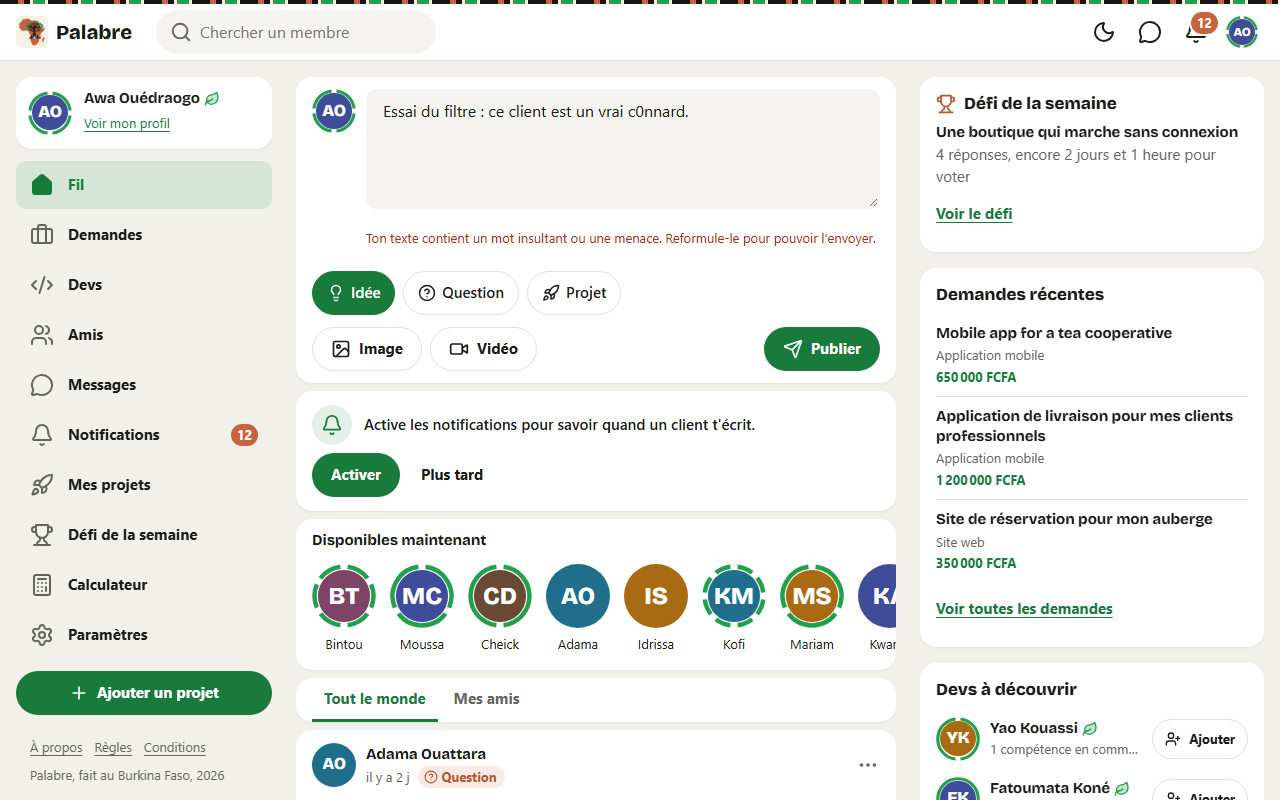 Palabre
Chercher un membre
12
AO
AO
Awa Ouédraogo
Voir mon profil
Fil
Demandes
Devs
Amis
Messages
Notifications
12
Mes projets
Défi de la semaine
Calculateur
Paramètres
Ajouter un projet
À propos Règles Conditions
Palabre, fait au Burkina Faso, 2026
AO
Essai du filtre : ce client est un vrai c0nnard.
Ton texte contient un mot insultant ou une menace. Reformule-le pour pouvoir l'envoyer.
Idée
Question
Projet
Image
Vidéo
Publier
Active les notifications pour savoir quand un client t'écrit.
Activer
Plus tard
Disponibles maintenant
BT MC CD AO IS KM MS
Bintou Moussa Cheick Adama Idrissa Kofi Mariam
Tout le monde
Mes amis
AO
Adama Ouattara
il y a 2 j
Question
Défi de la semaine
Une boutique qui marche sans connexion
4 réponses, encore 2 jours et 1 heure pour
voter
Voir le défi
Demandes récentes
Mobile app for a tea cooperative
Application mobile
650 000 FCFA
Application de livraison pour mes clients
professionnels
Application mobile
1 200 000 FCFA
Site de réservation pour mon auberge
Site web
350 000 FCFA
Voir toutes les demandes
Devs à découvrir
YK
Yao Kouassi
1 compétence en comm...
Ajouter
FK
Fatoumata Koné
Ajouter